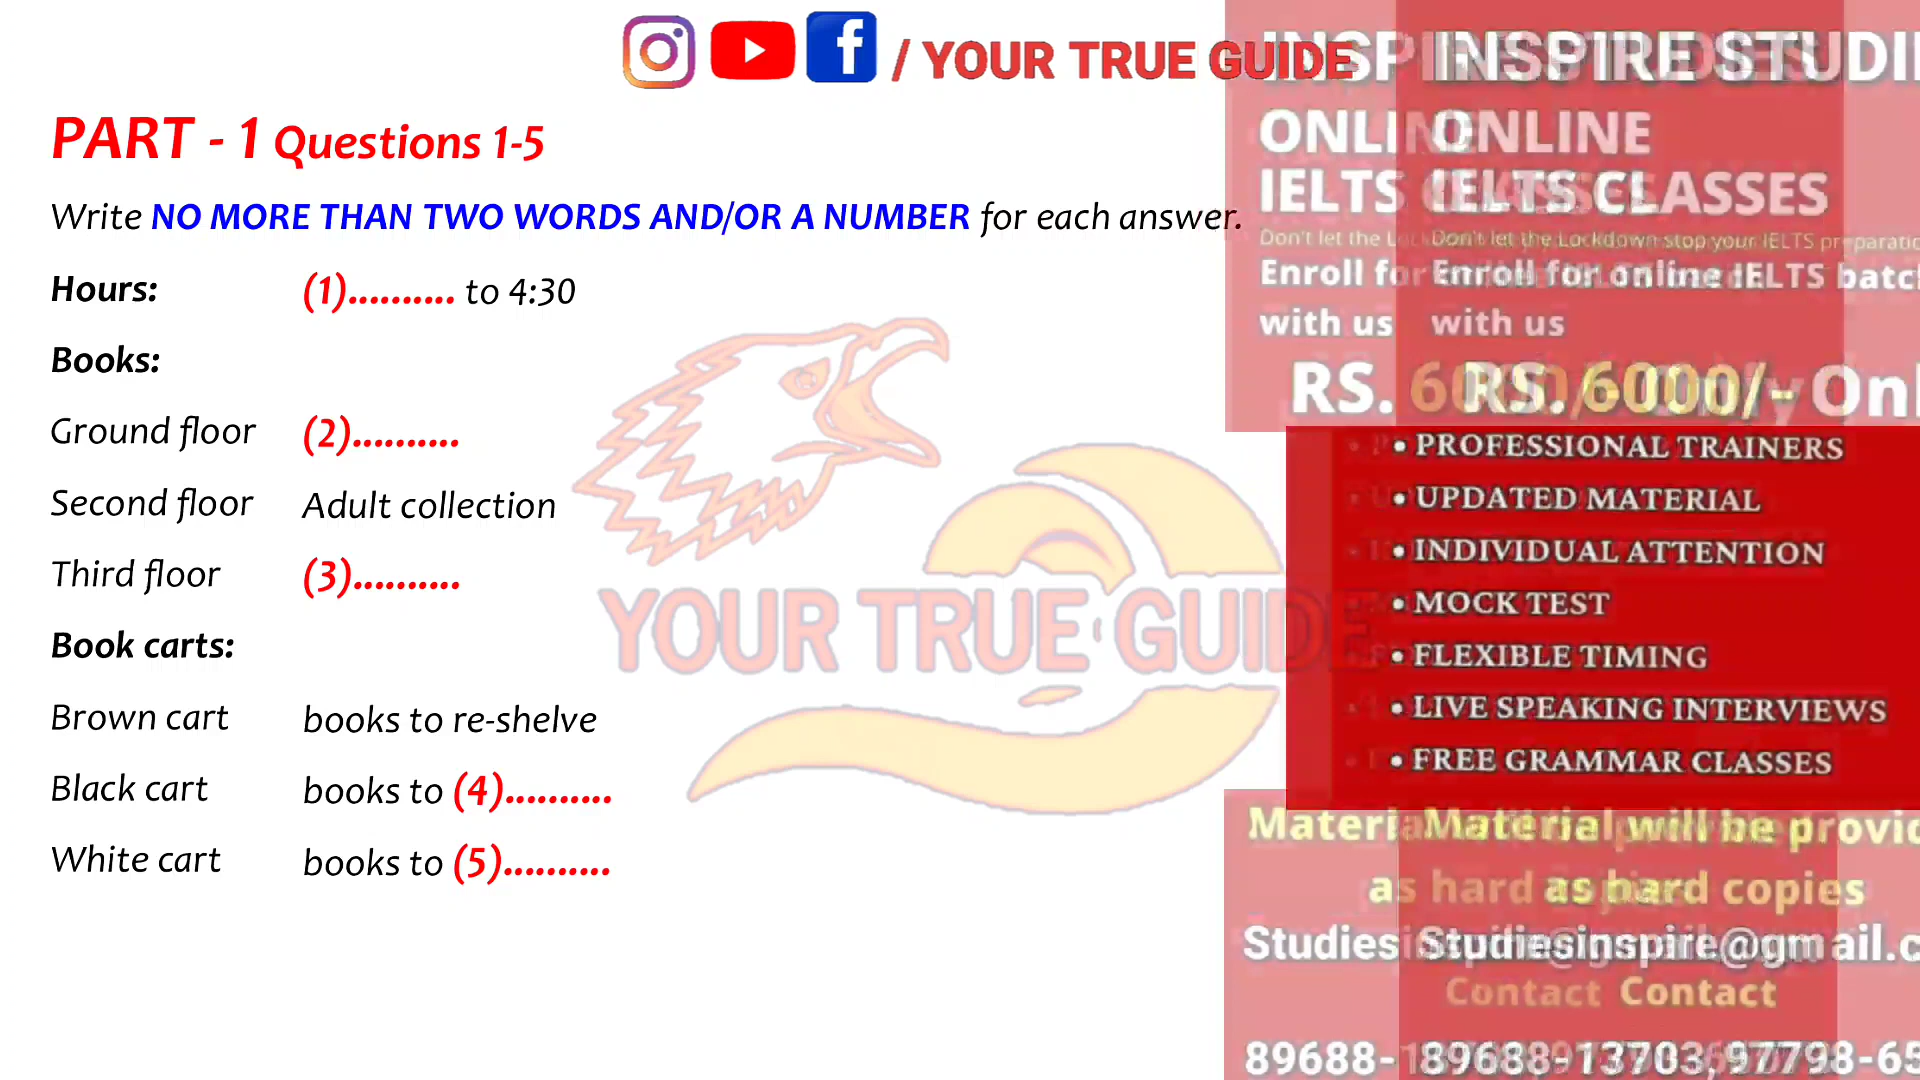 / YOUR TRUE GUIDE
PART - 1 Questions 1-5
Write NO MORE THAN TWO WORDS AND/OR A NUMBER for each answer.
Hours: (1).......... to 4:30
Books:
Ground floor (2)..........
Second floor Adult collection
Third floor (3)..........
Book carts:
Brown cart books to re-shelve
Black cart books to (4)..........
White cart books to (5)..........
YOUR TRUE GUIDE
INSPIRE STUDI
ONLINE
IELTS CLASSES
Don't let the Lockdown stop your IELTS preparatio
Enroll for online IELTS batch
with us
RS. 6000/- Onl
• PROFESSIONAL TRAINERS
• UPDATED MATERIAL
• INDIVIDUAL ATTENTION
• MOCK TEST
• FLEXIBLE TIMING
• LIVE SPEAKING INTERVIEWS
• FREE GRAMMAR CLASSES
Material will be provid
as hard copies
Studiesinspire@gmail.c
Contact
89688-13703, 97798-65